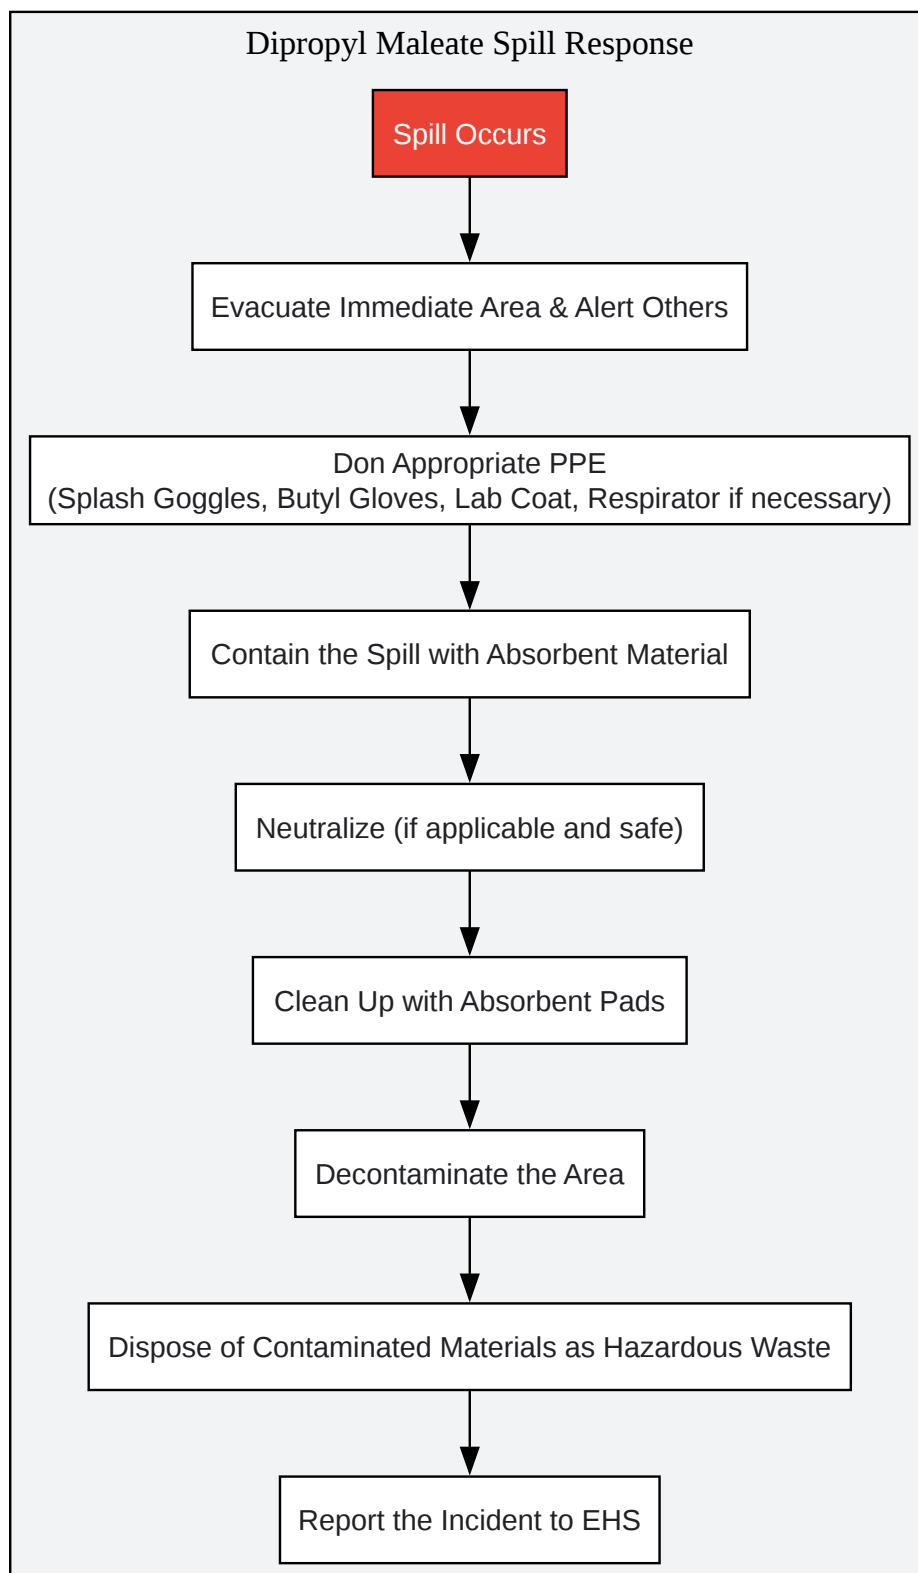 Dipropyl Maleate Spill Response
Spill Occurs
Evacuate Immediate Area & Alert Others
Don Appropriate PPE
(Splash Goggles, Butyl Gloves, Lab Coat, Respirator if necessary)
Contain the Spill with Absorbent Material
Neutralize (if applicable and safe)
Clean Up with Absorbent Pads
Decontaminate the Area
Dispose of Contaminated Materials as Hazardous Waste
Report the Incident to EHS